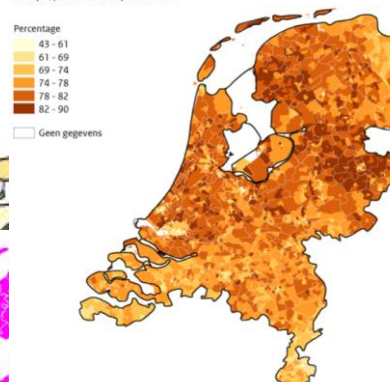 Percentage
43 - 61
61 - 69
69 - 74
74 - 78
78 - 82
82 - 90
Geen gegevens